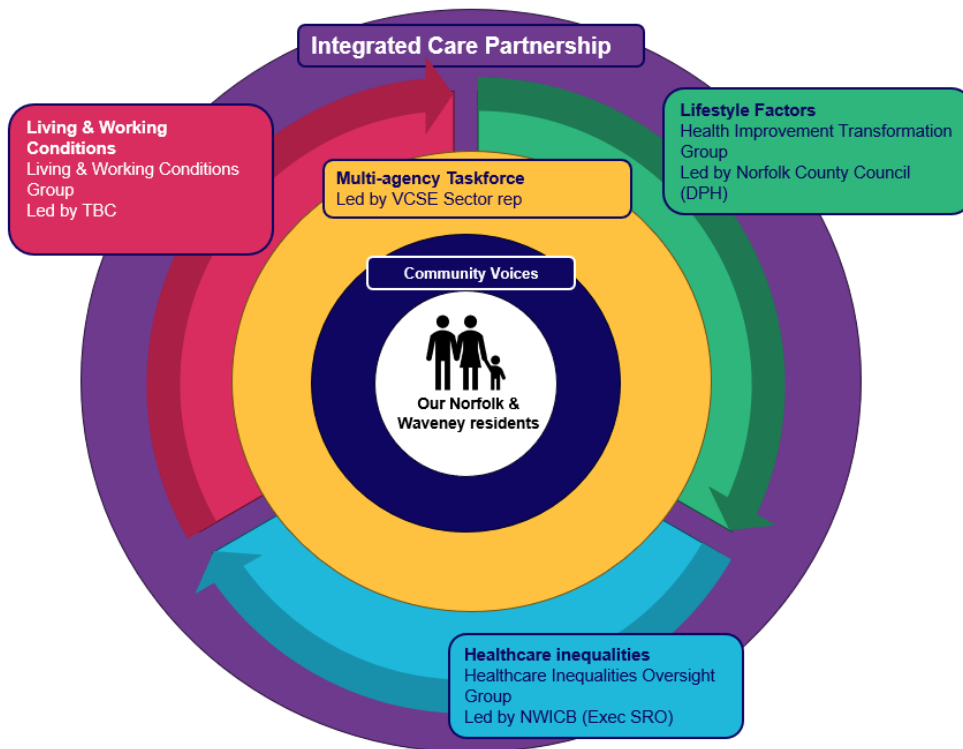 Integrated Care Partnership
Living & Working
Conditions
Living & Working Conditions
Group
Led by TBC
Lifestyle Factors
Health Improvement Transformation
Group
Led by Norfolk County Council
(DPH)
Multi-agency Taskforce
Led by VCSE Sector rep
Community Voices
Our Norfolk &
Waveney residents
Healthcare inequalities
Healthcare Inequalities Oversight
Group
Led by NWICB (Exec SRO)